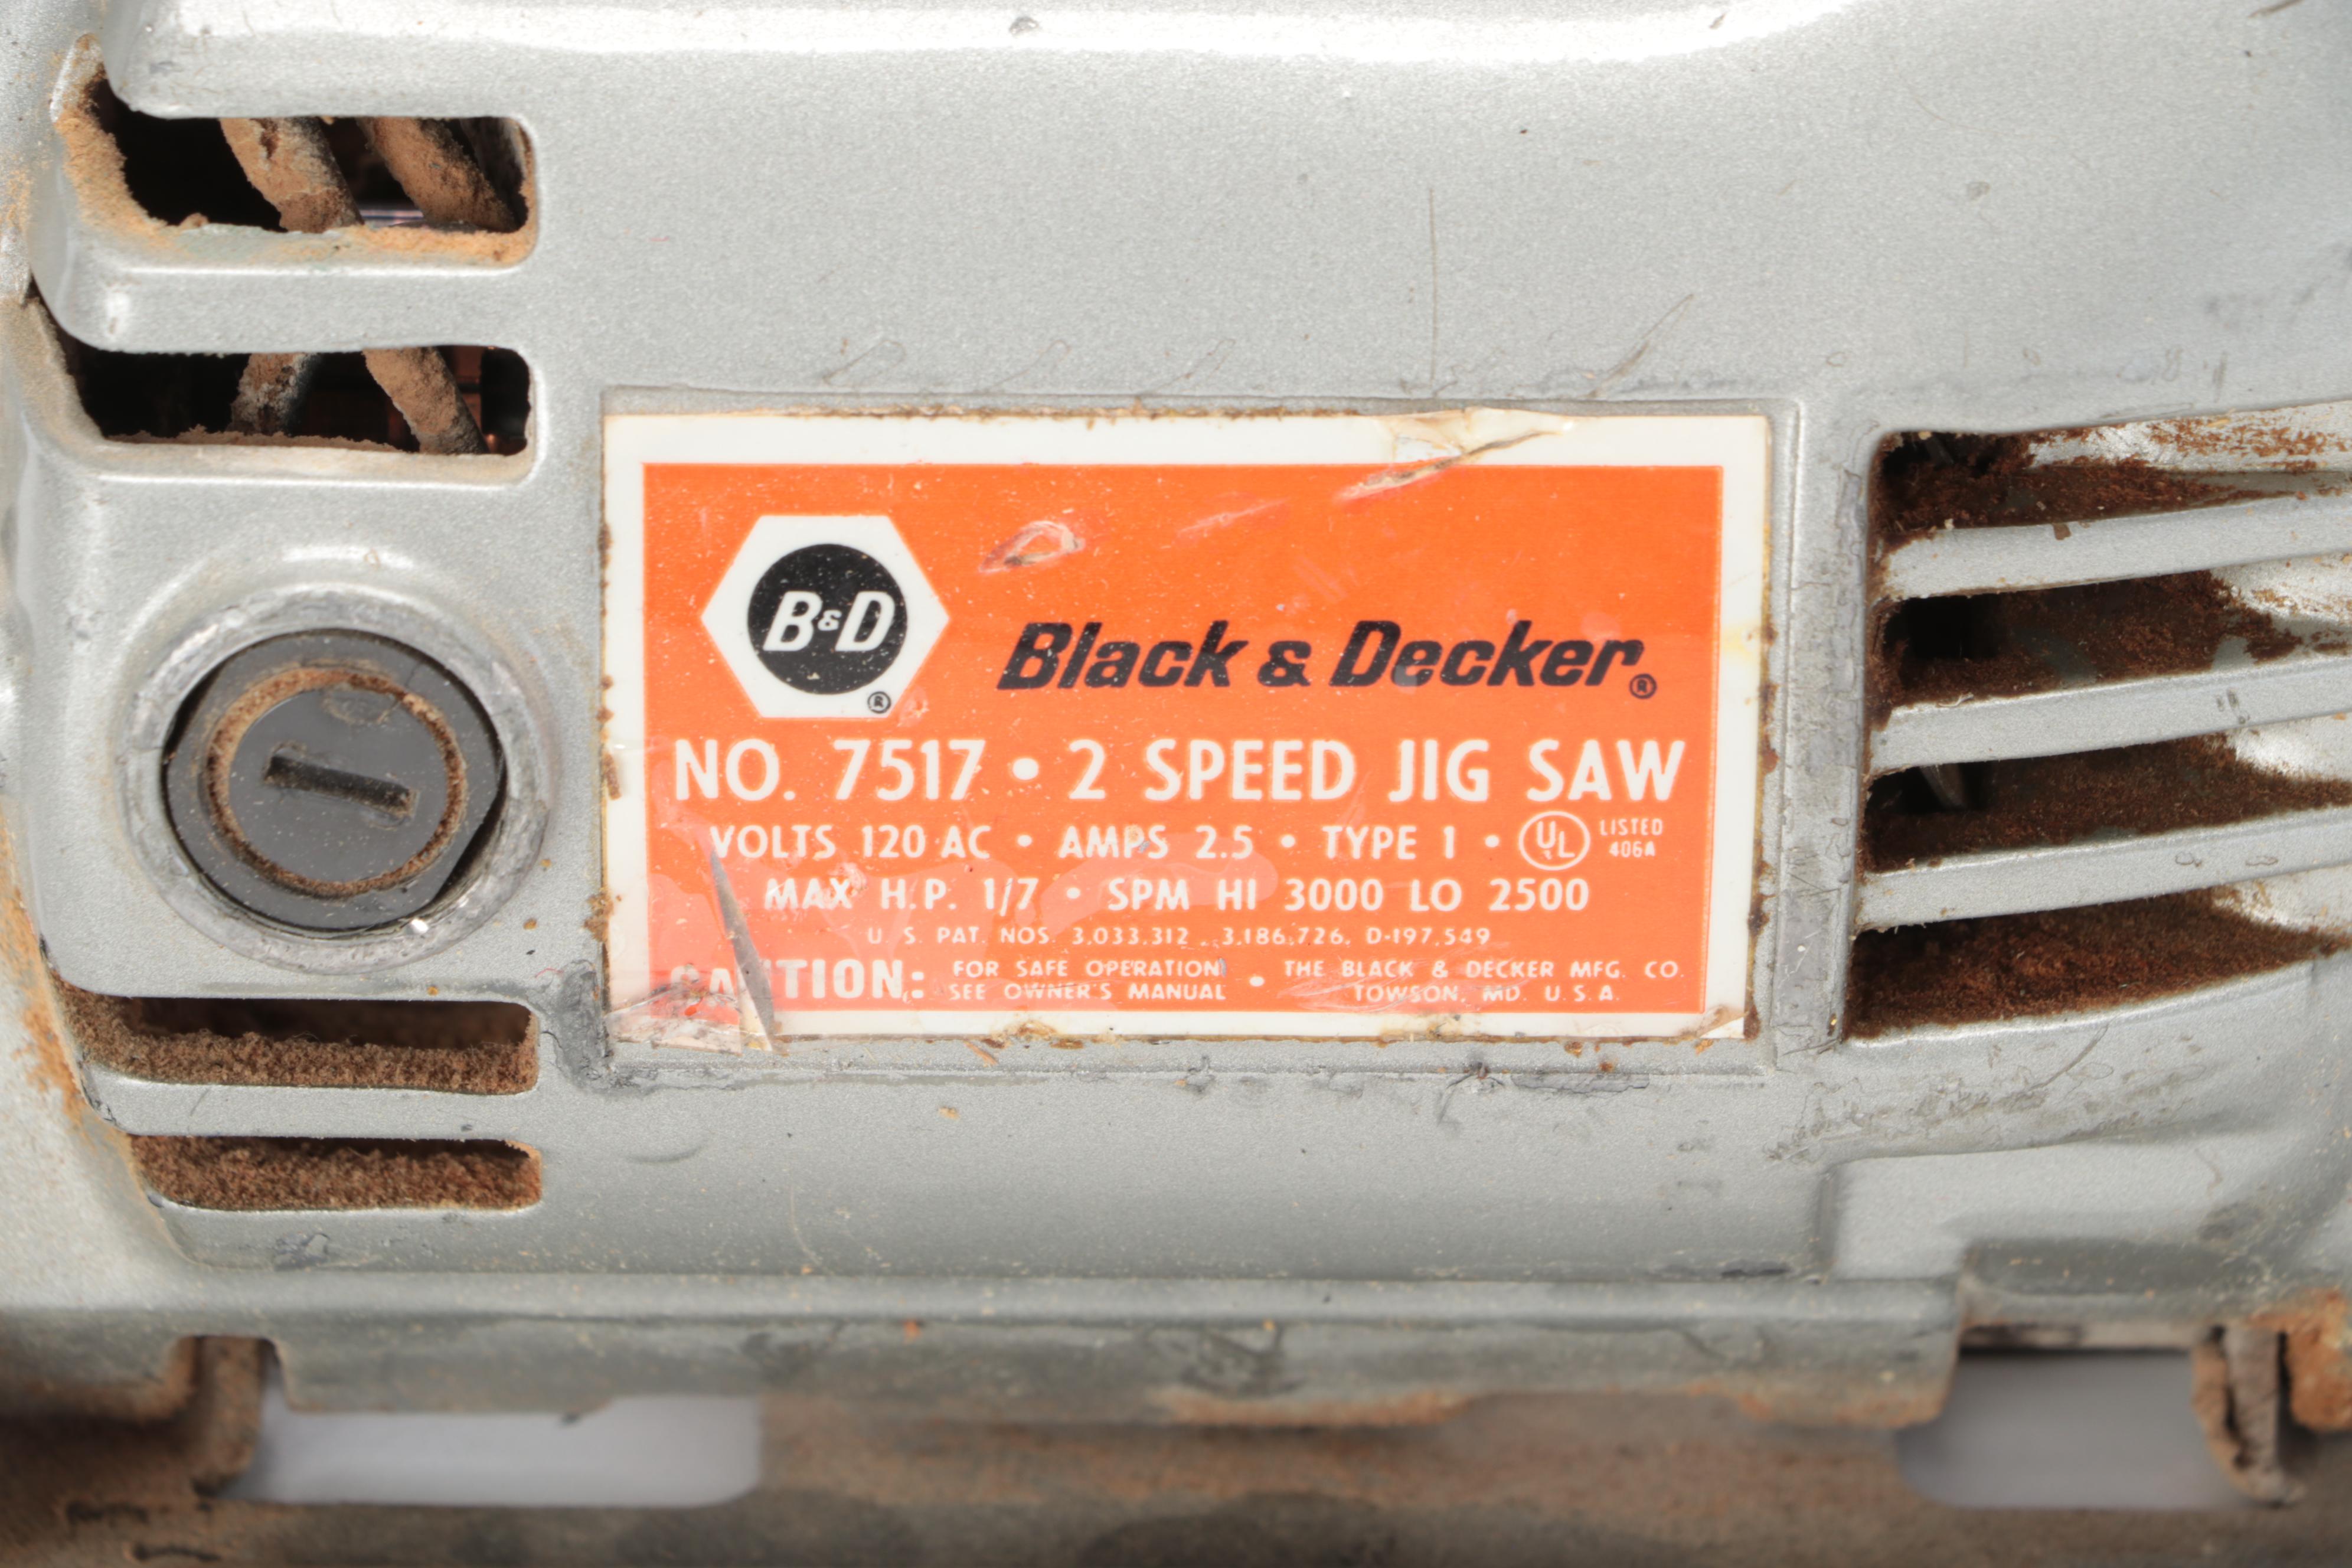 B&D
®
Black & Decker®
NO. 7517 • 2 SPEED JIG SAW
VOLTS 120 AC • AMPS 2.5 • TYPE 1 • UL LISTED 406A
MAX H.P. 1/7 • SPM HI 3000 LO 2500
U.S. PAT. NOS. 3,033,312 3,186,726, D-197,549
CAUTION: FOR SAFE OPERATION SEE OWNER'S MANUAL • THE BLACK & DECKER MFG. CO. TOWSON, MD. U.S.A.